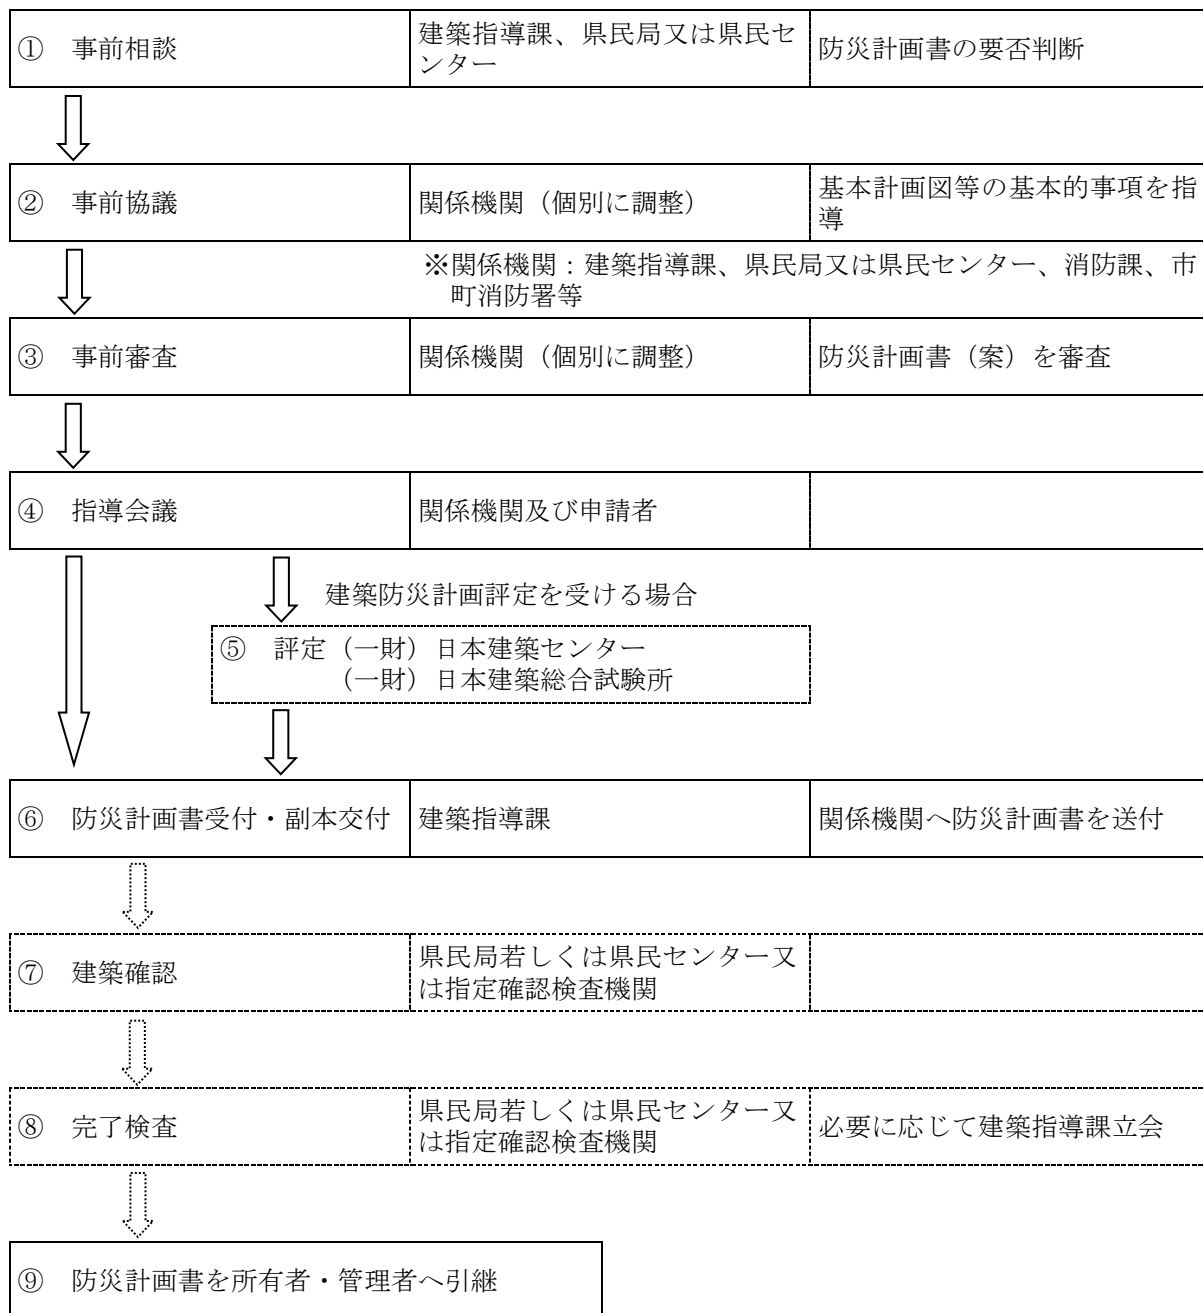 ① 事前相談
建築指導課、県民局又は県民セ
ンター
防災計画書の要否判断
② 事前協議
関係機関（個別に調整）
基本計画図等の基本的事項を指
導
※関係機関：建築指導課、県民局又は県民センター、消防課、市
町消防署等
③ 事前審査
関係機関（個別に調整）
防災計画書（案）を審査
④ 指導会議
関係機関及び申請者
建築防災計画評定を受ける場合
⑤ 評定（一財）日本建築センター
（一財）日本建築総合試験所
⑥ 防災計画書受付・副本交付
建築指導課
関係機関へ防災計画書を送付
⑦ 建築確認
県民局若しくは県民センター又
は指定確認検査機関
⑧ 完了検査
県民局若しくは県民センター又
は指定確認検査機関
必要に応じて建築指導課立会
⑨ 防災計画書を所有者・管理者へ引継